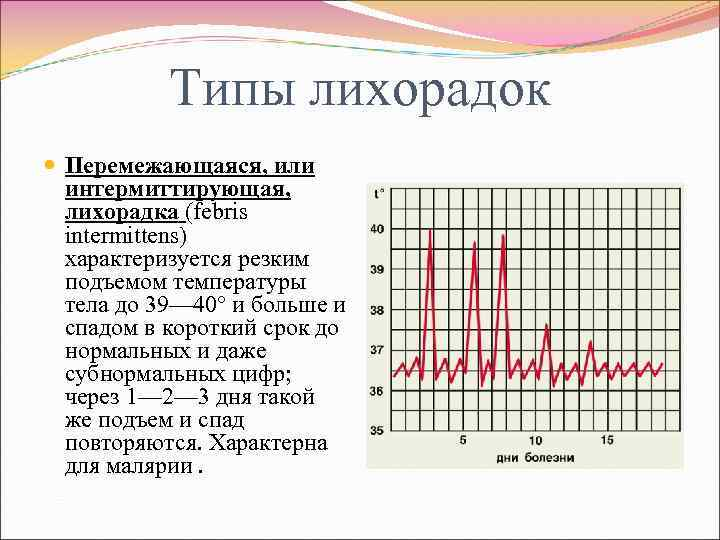 Типы лихорадок
Перемежающаяся, или
интермиттирующая,
лихорадка (febris
intermittens)
характеризуется резким
подъемом температуры
тела до 39—40° и больше и
спадом в короткий срок до
нормальных и даже
субнормальных цифр;
через 1—2—3 дня такой
же подъем и спад
повторяются. Характерна
для малярии .
t°
40
39
38
37
36
35
5 10 15
дни болезни